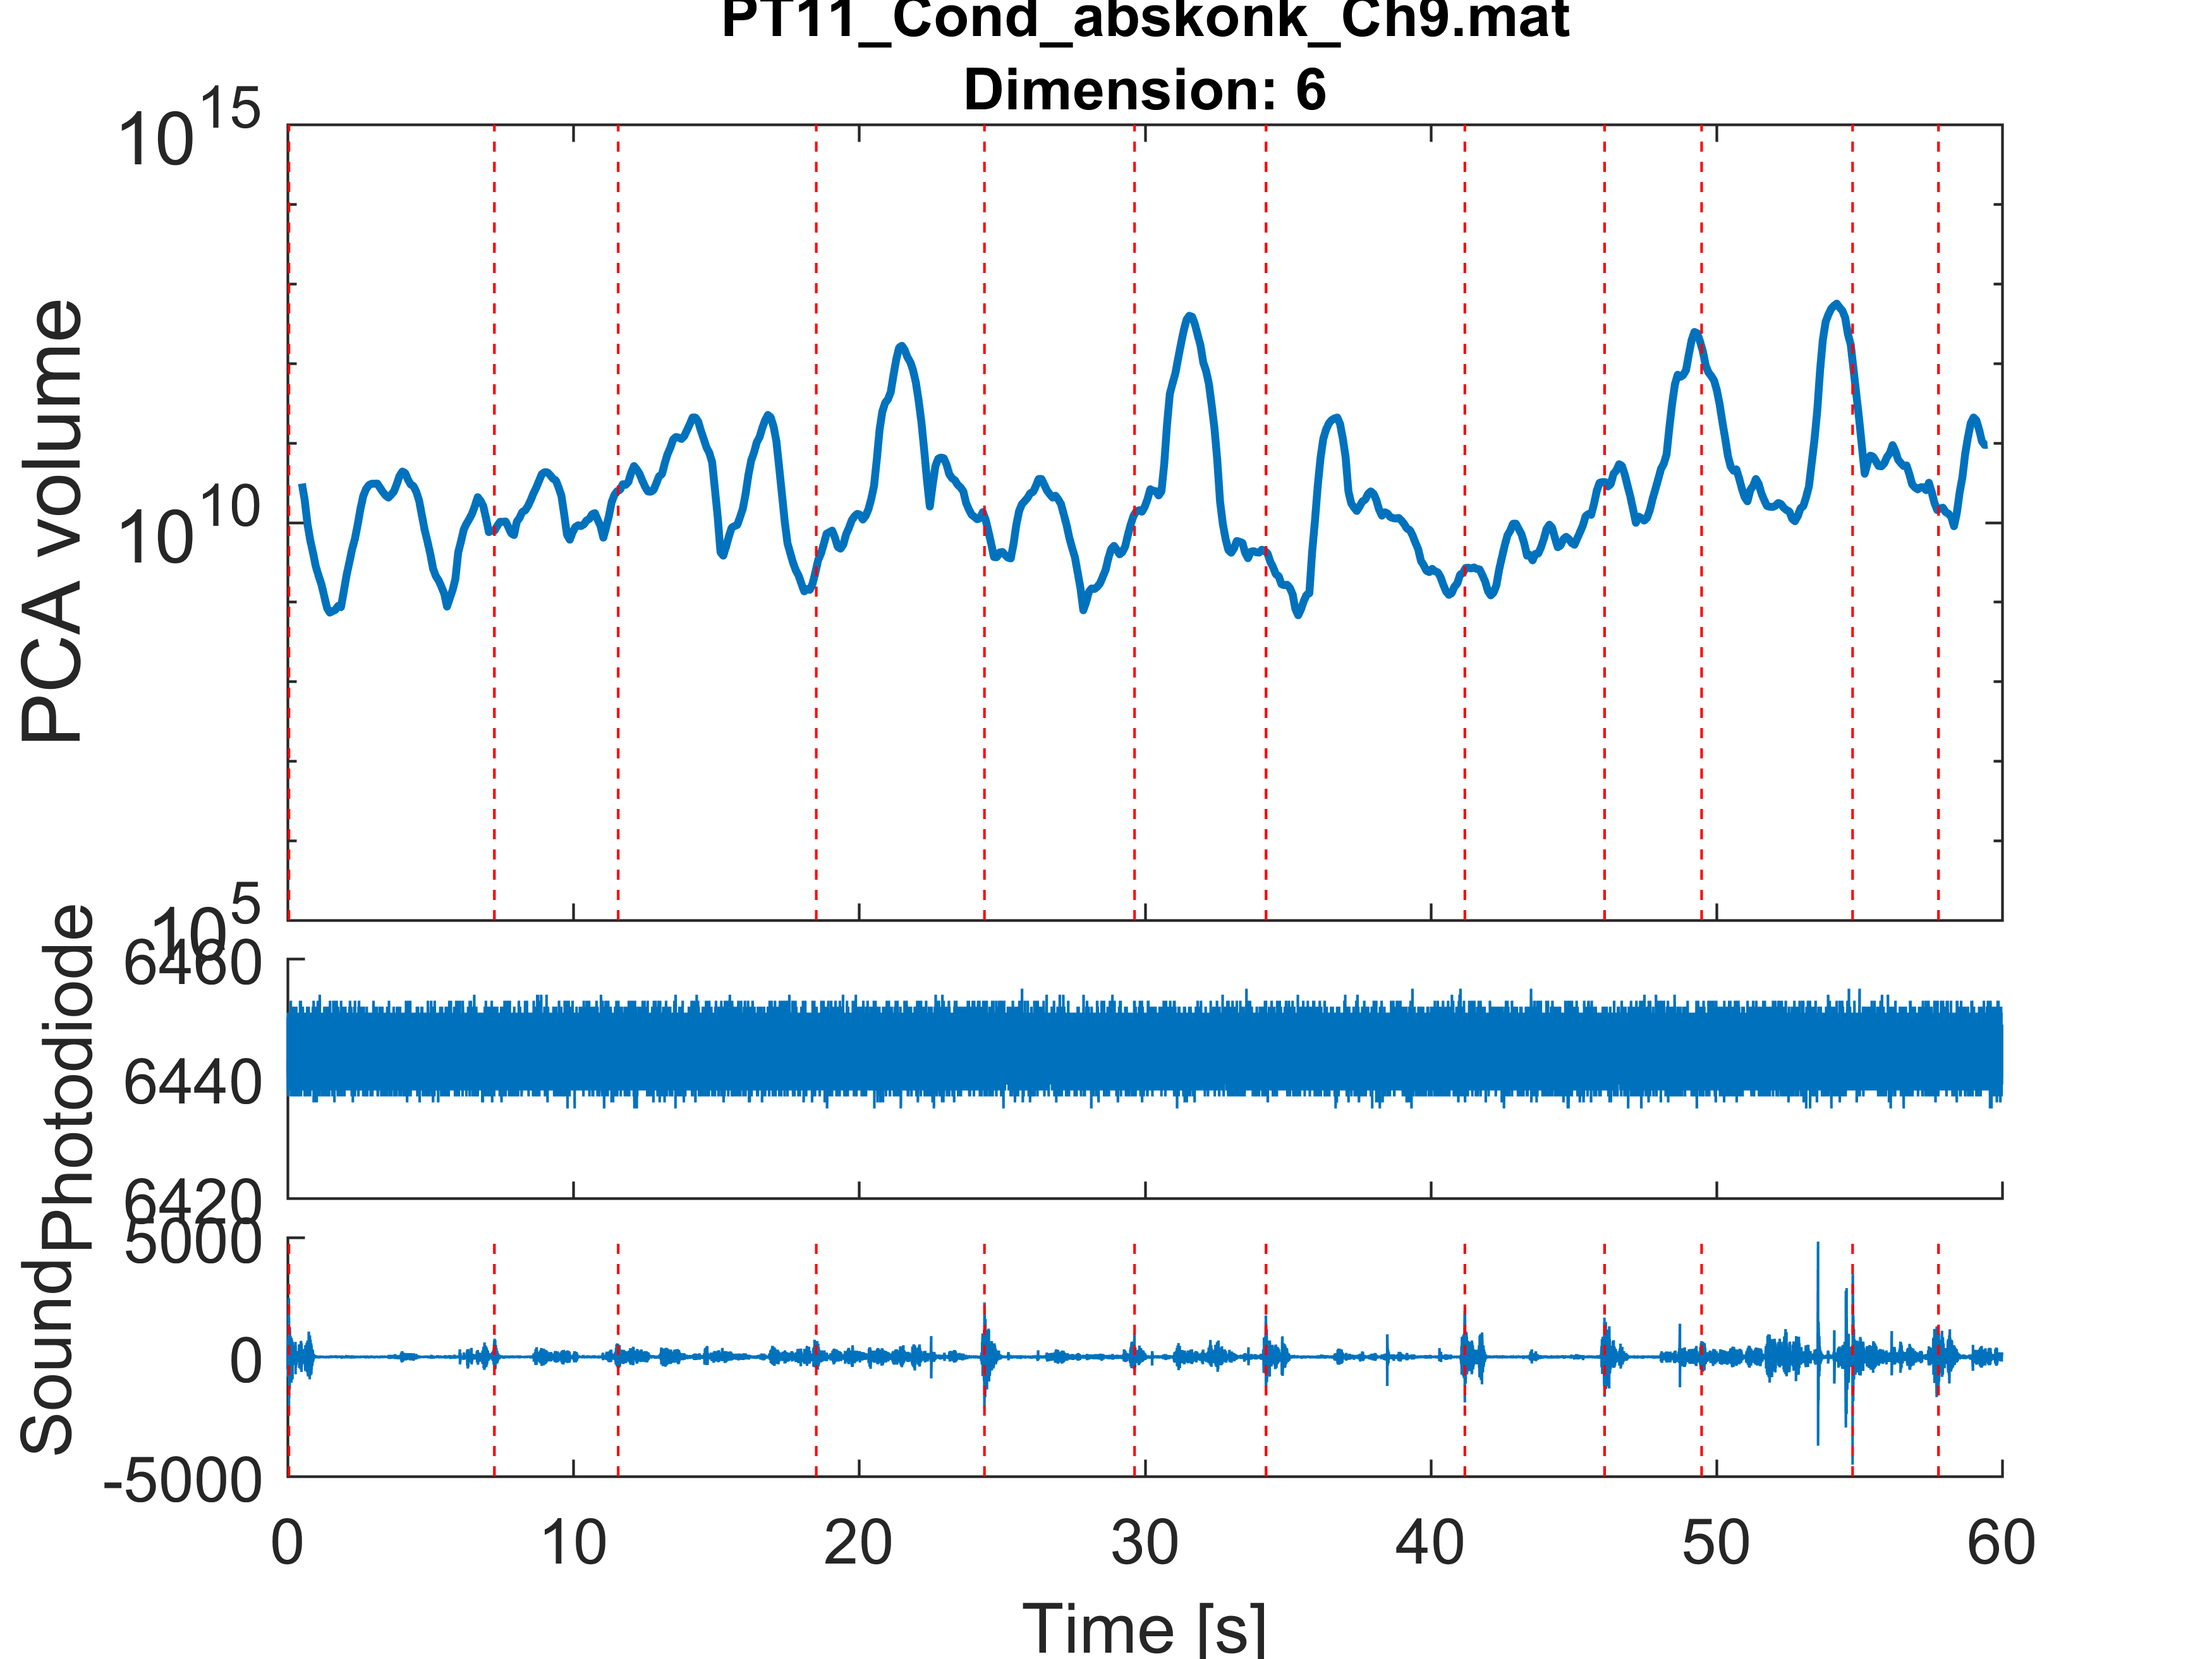 PT11_Cond_abskonk_Ch9.mat
Dimension: 6
PCA volume
10^15
10^10
10^5
Photodiode
6460
6440
6420
Sound
5000
0
-5000
0 10 20 30 40 50 60
Time [s]